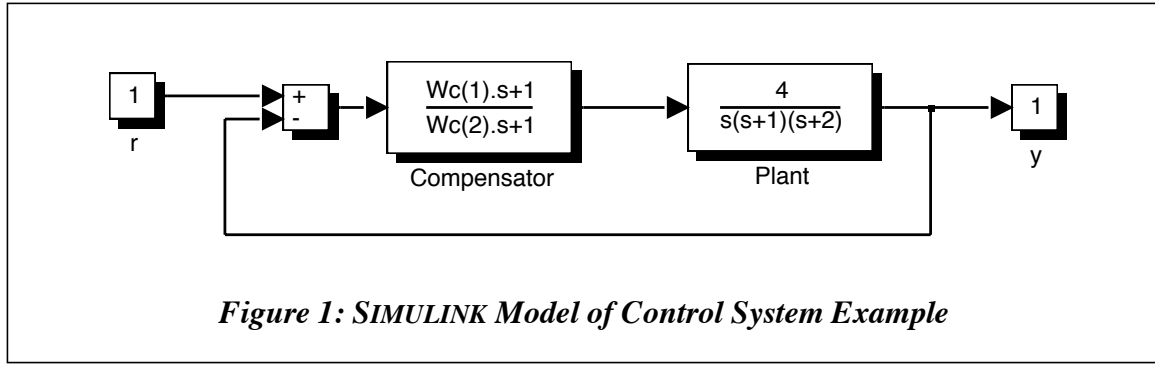 1
r
+
-
Wc(1).s+1
Wc(2).s+1
Compensator
4
s(s+1)(s+2)
Plant
1
y
Figure 1: SIMULINK Model of Control System Example